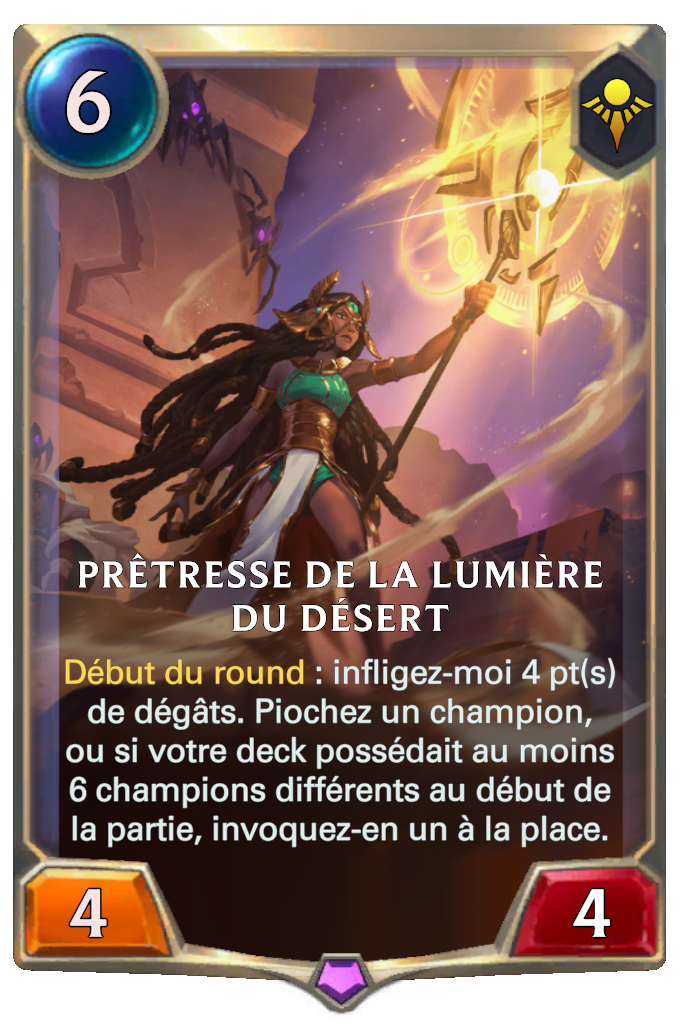 6
PRÊTRESSE DE LA LUMIÈRE
DU DÉSERT
Début du round : infligez-moi 4 pt(s)
de dégâts. Piochez un champion,
ou si votre deck possédait au moins
6 champions différents au début de
la partie, invoquez-en un à la place.
4
4